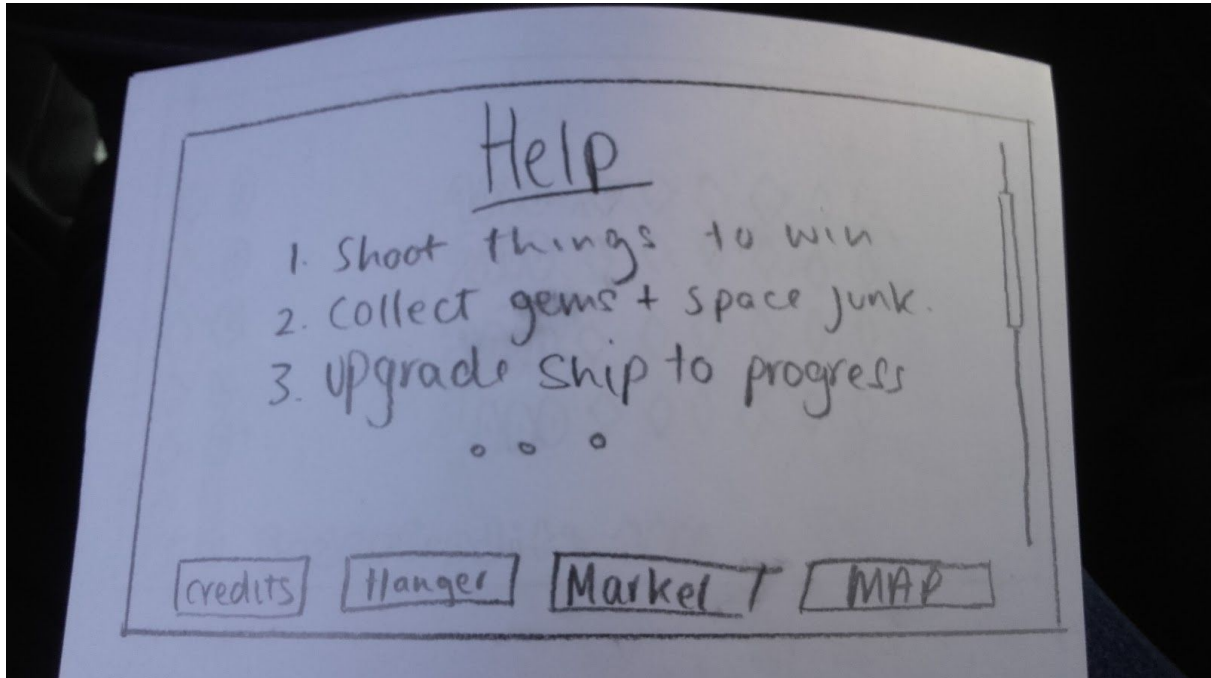 Help
1. Shoot things to win
2. Collect gems + space junk.
3. Upgrade ship to progress
credits Hanger Market MAP